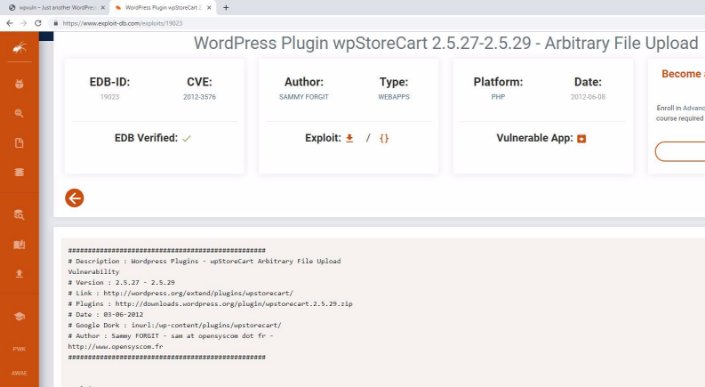 wpvuln – Just another WordPre
WordPress Plugin wpStoreCart 2
https://www.exploit-db.com/exploits/19023
WordPress Plugin wpStoreCart 2.5.27-2.5.29 - Arbitrary File Upload
EDB-ID:
19023
CVE:
2012-3576
Author:
SAMMY FORGIT
Type:
WEBAPPS
Platform:
PHP
Date:
2012-06-08
Become a
EDB Verified:
Exploit: / {}
Vulnerable App:
Enroll in Advanc
course required
##################################################
# Description : Wordpress Plugins - wpStoreCart Arbitrary File Upload
Vulnerability
# Version : 2.5.27 - 2.5.29
# Link : http://wordpress.org/extend/plugins/wpstorecart/
# Plugins : http://downloads.wordpress.org/plugin/wpstorecart.2.5.29.zip
# Date : 03-06-2012
# Google Dork : inurl:/wp-content/plugins/wpstorecart/
# Author : Sammy FORGIT - sam at opensyscom dot fr -
http://www.opensyscom.fr
##################################################
PWK
AWAE